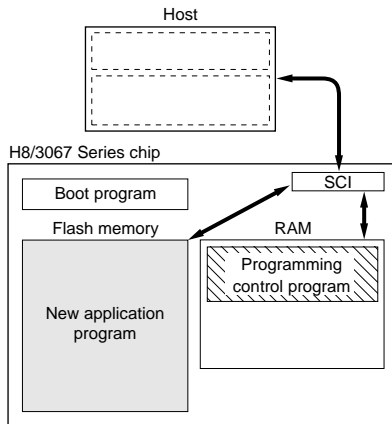 Host
H8/3067 Series chip
SCI
Boot program
Flash memory
RAM
Programming
control program
New application
program